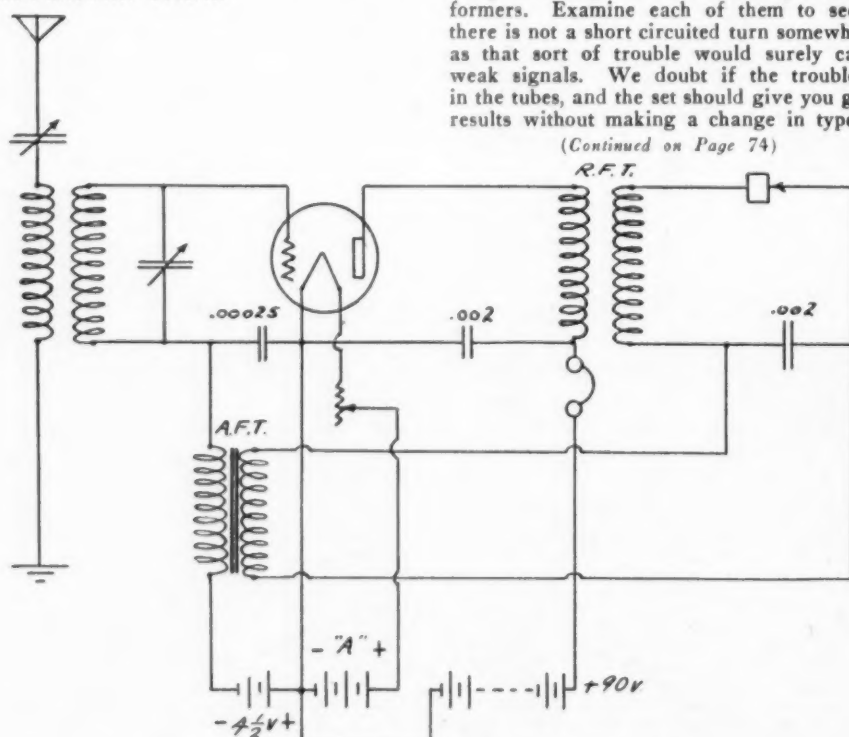 formers. Examine each of them to see
there is not a short circuited turn
as that sort of trouble would surely
weak signals. We doubt if the trouble
in the tubes, and the set should give you
results without making a change in type
(Continued on Page 74)
R.F.T.
.00025
.002
.002
A.F.T.
- "A" +
+90v.
-4½v+